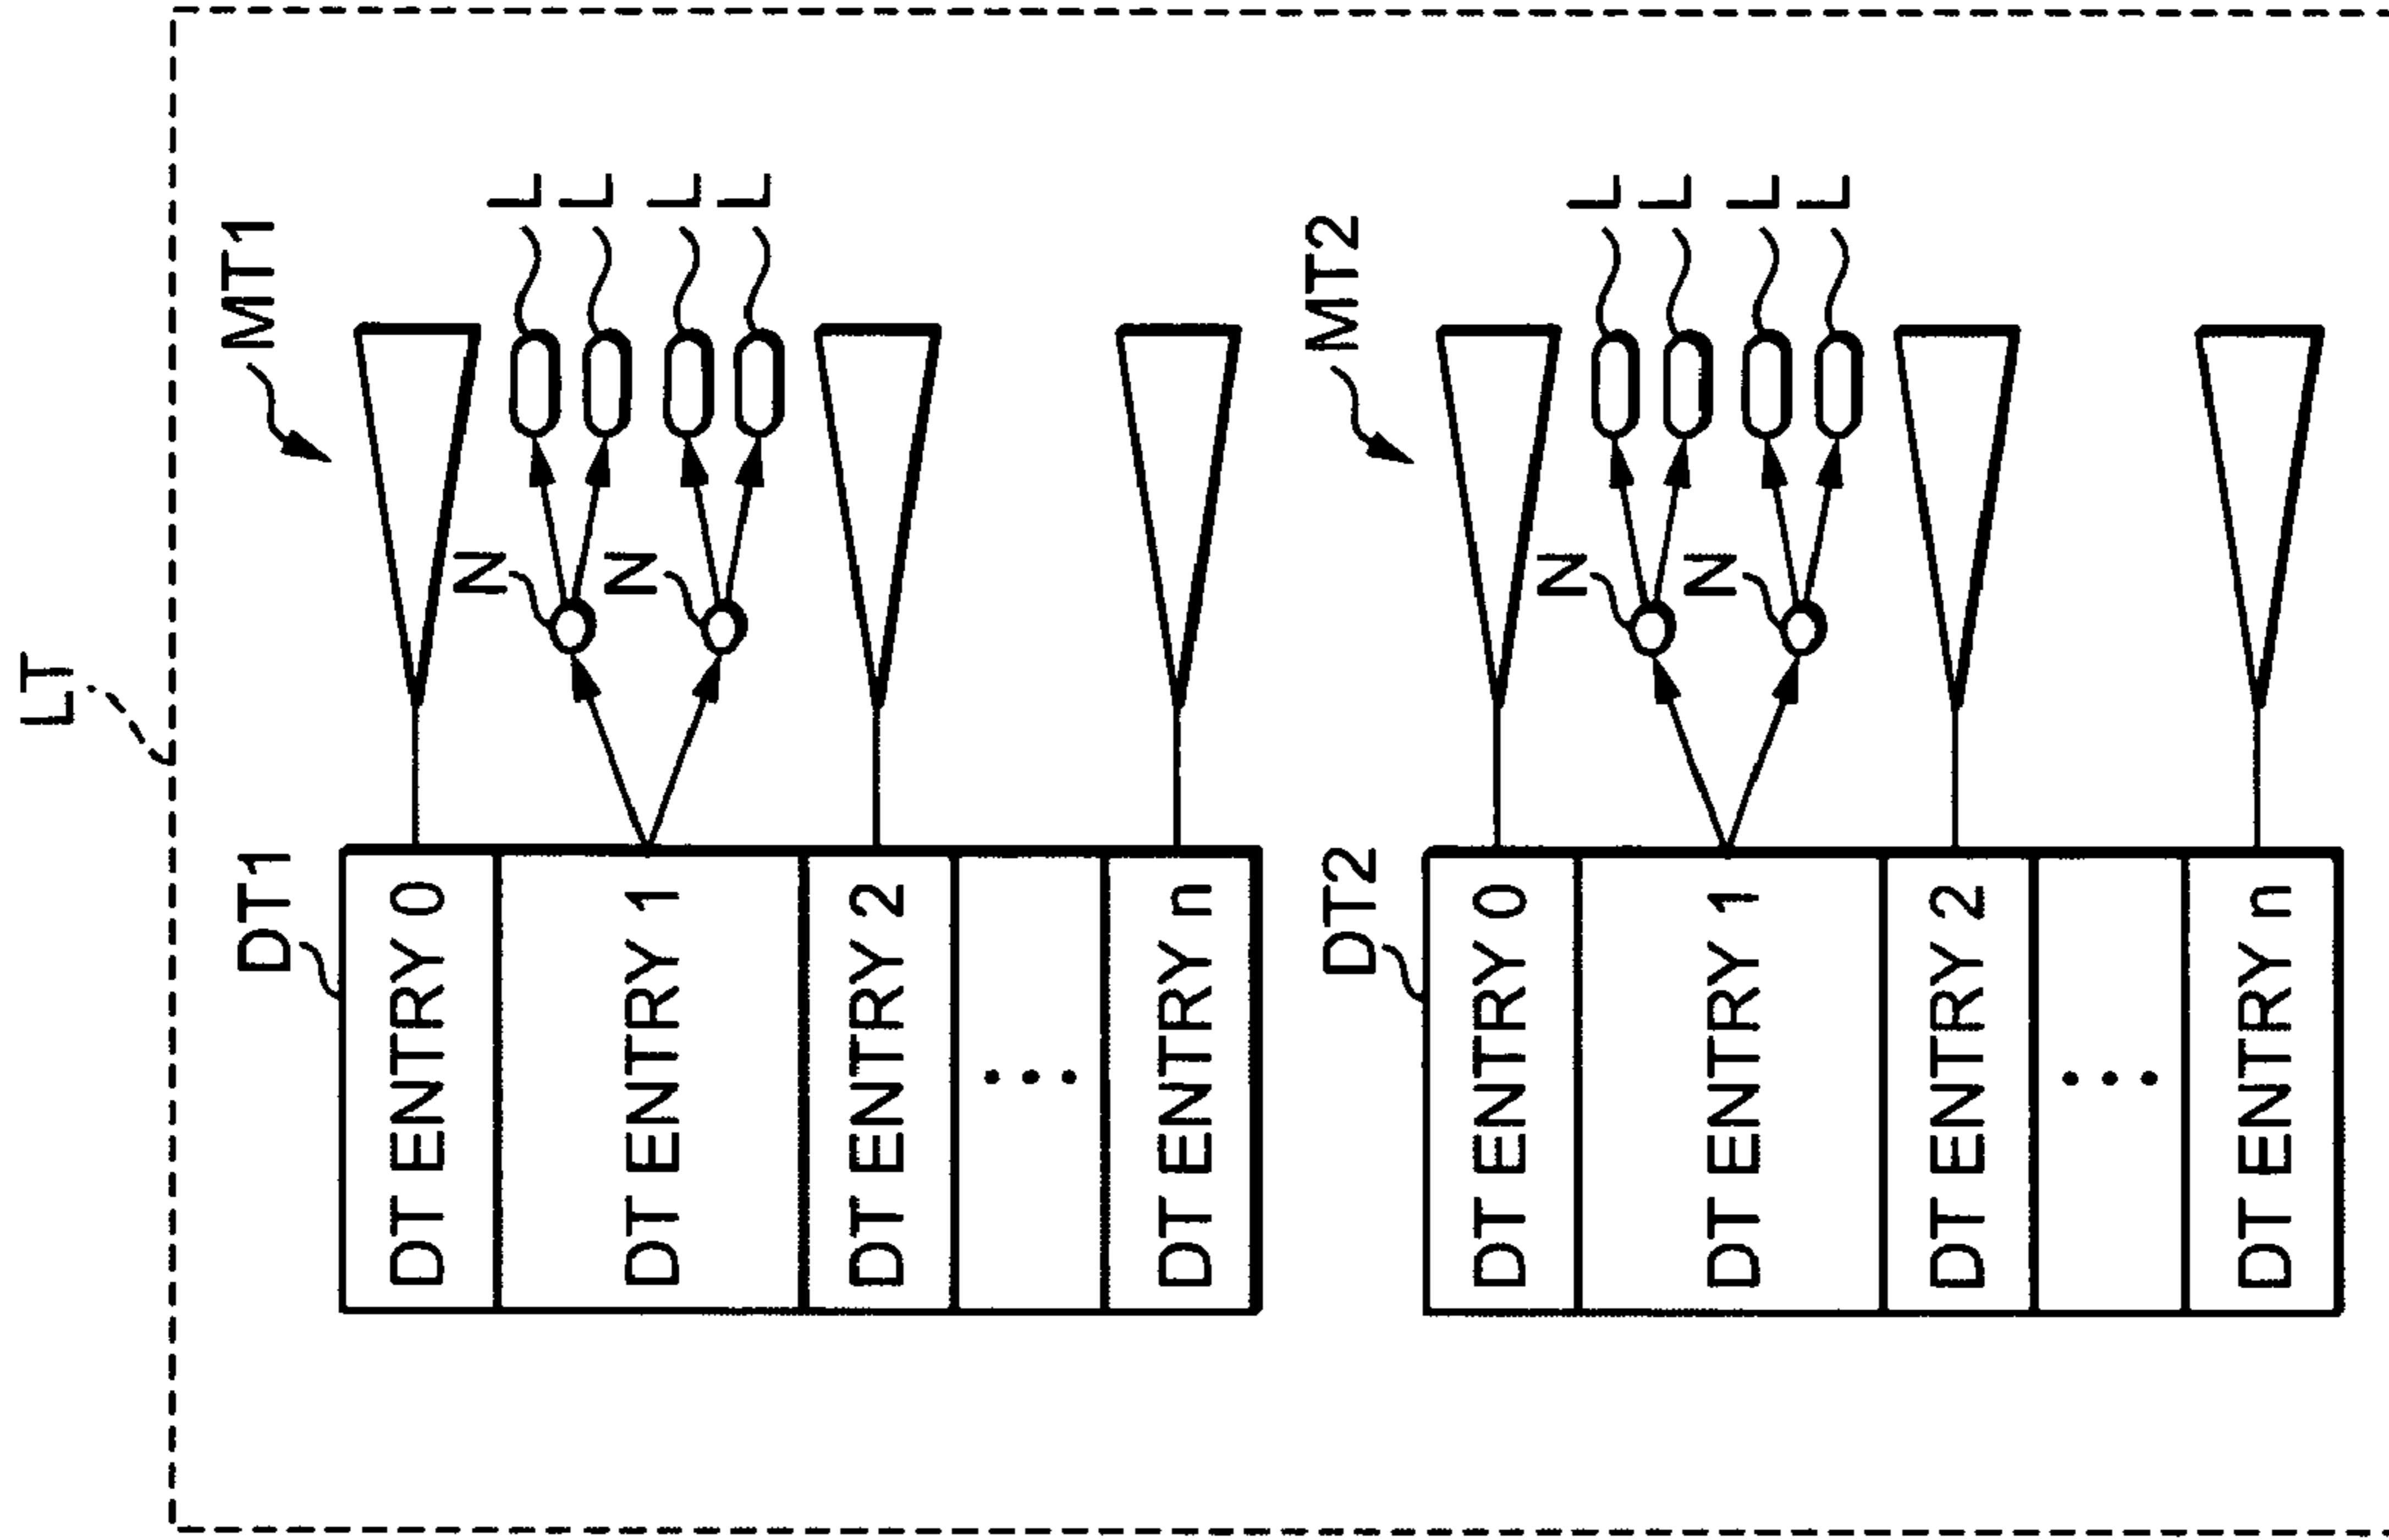 LT
MT1
L
L
L
L
N
N
DT1
DT ENTRY 0
DT ENTRY 1
DT ENTRY 2
• • •
DT ENTRY n
MT2
L
L
L
L
N
N
DT2
DT ENTRY 0
DT ENTRY 1
DT ENTRY 2
• • •
DT ENTRY n